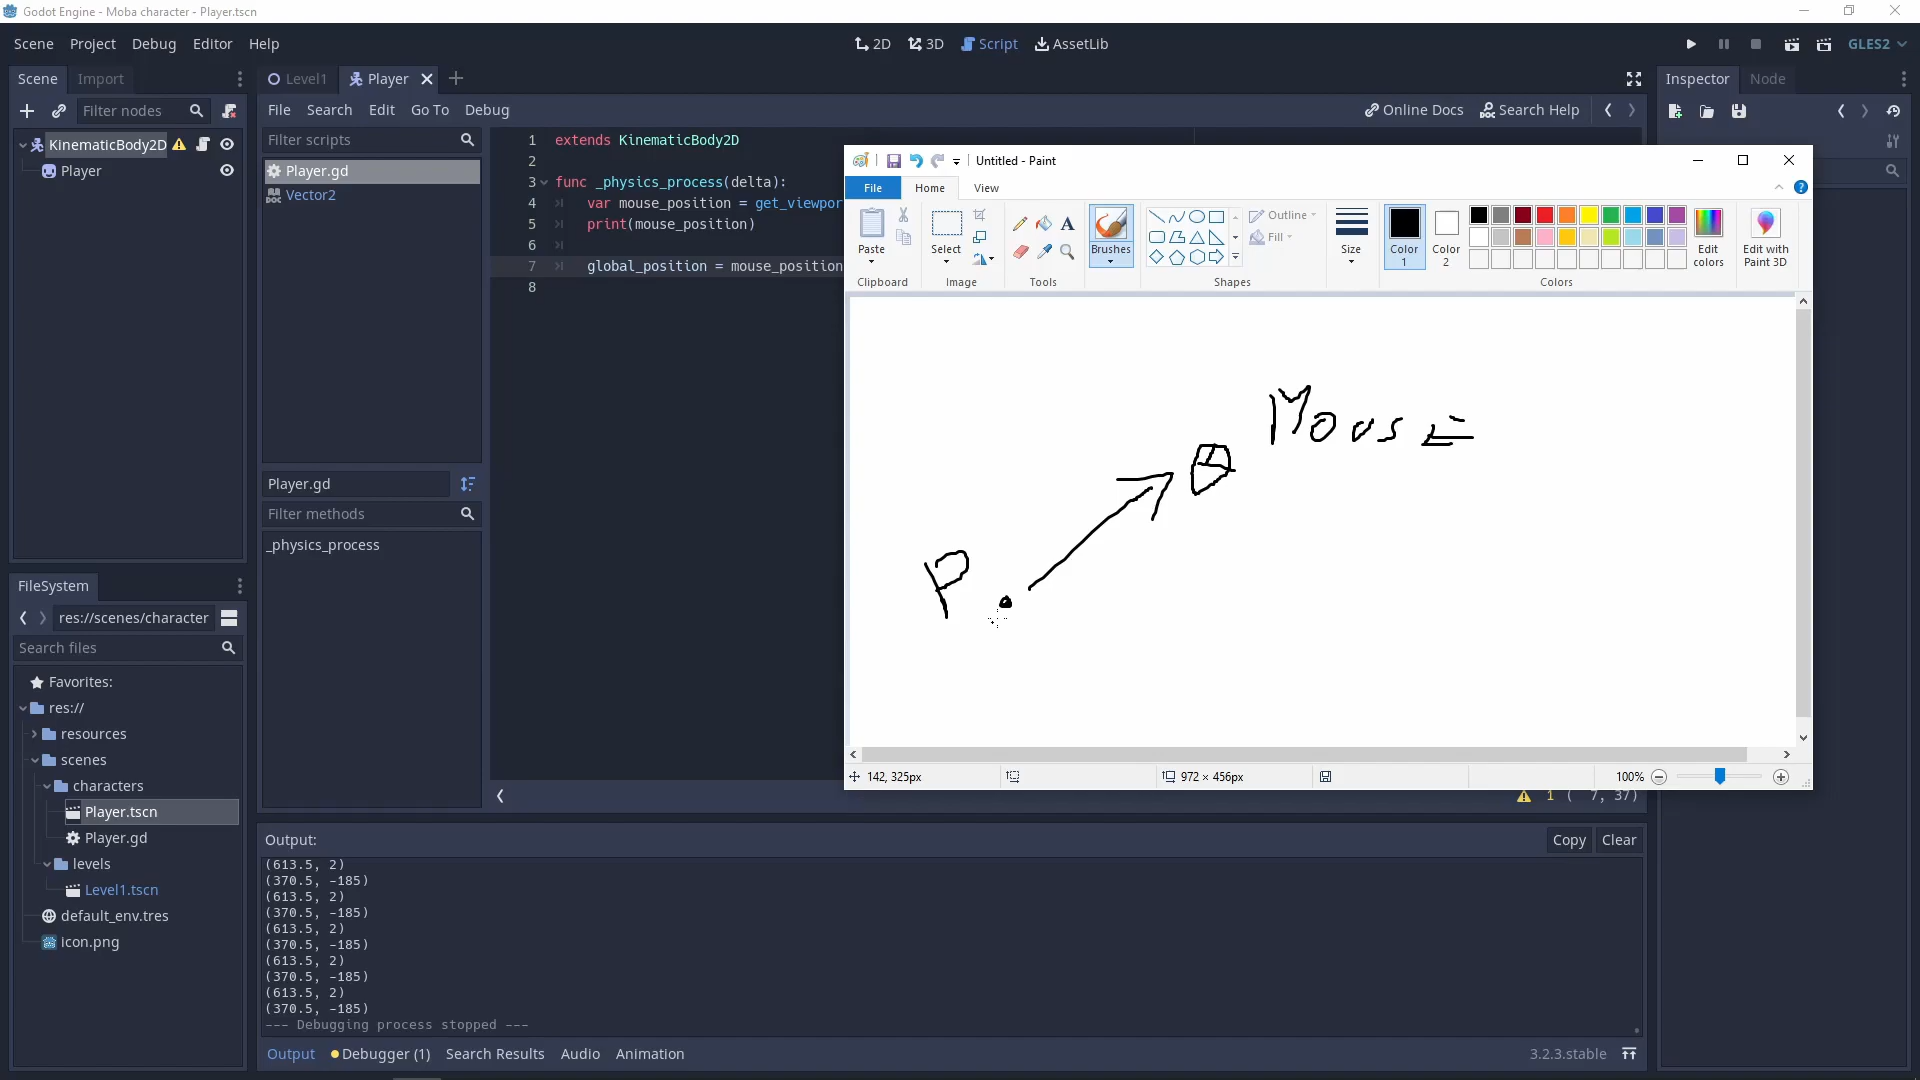 Godot Engine - Moba character - Player.tscn
Scene Project Debug Editor Help
2D 3D Script AssetLib
GLES2
Scene Import
Level1 Player
Inspector Node
Filter nodes
File Search Edit Go To Debug
Online Docs Search Help
KinematicBody2D
Player
Filter scripts
Player.gd
Vector2
1 extends KinematicBody2D
2
3 func _physics_process(delta):
4 var mouse_position = get_viewpor
5 print(mouse_position)
6
7 global_position = mouse_position
8
Untitled - Paint
File Home View
Paste
Select
Brushes
Outline
Fill
Size
Color 1
Color 2
Edit colors
Edit with Paint 3D
Clipboard Image Tools Shapes Colors
Mouse
P
142, 325px
972 × 456px
100%
1 ( 7, 37)
Player.gd
Filter methods
_physics_process
FileSystem
res://scenes/character
Search files
Favorites:
res://
resources
scenes
characters
Player.tscn
Player.gd
levels
Level1.tscn
default_env.tres
icon.png
Output:
Copy Clear
(613.5, 2)
(370.5, -185)
(613.5, 2)
(370.5, -185)
(613.5, 2)
(370.5, -185)
(613.5, 2)
(370.5, -185)
(613.5, 2)
(370.5, -185)
--- Debugging process stopped ---
Output Debugger (1) Search Results Audio Animation
3.2.3.stable